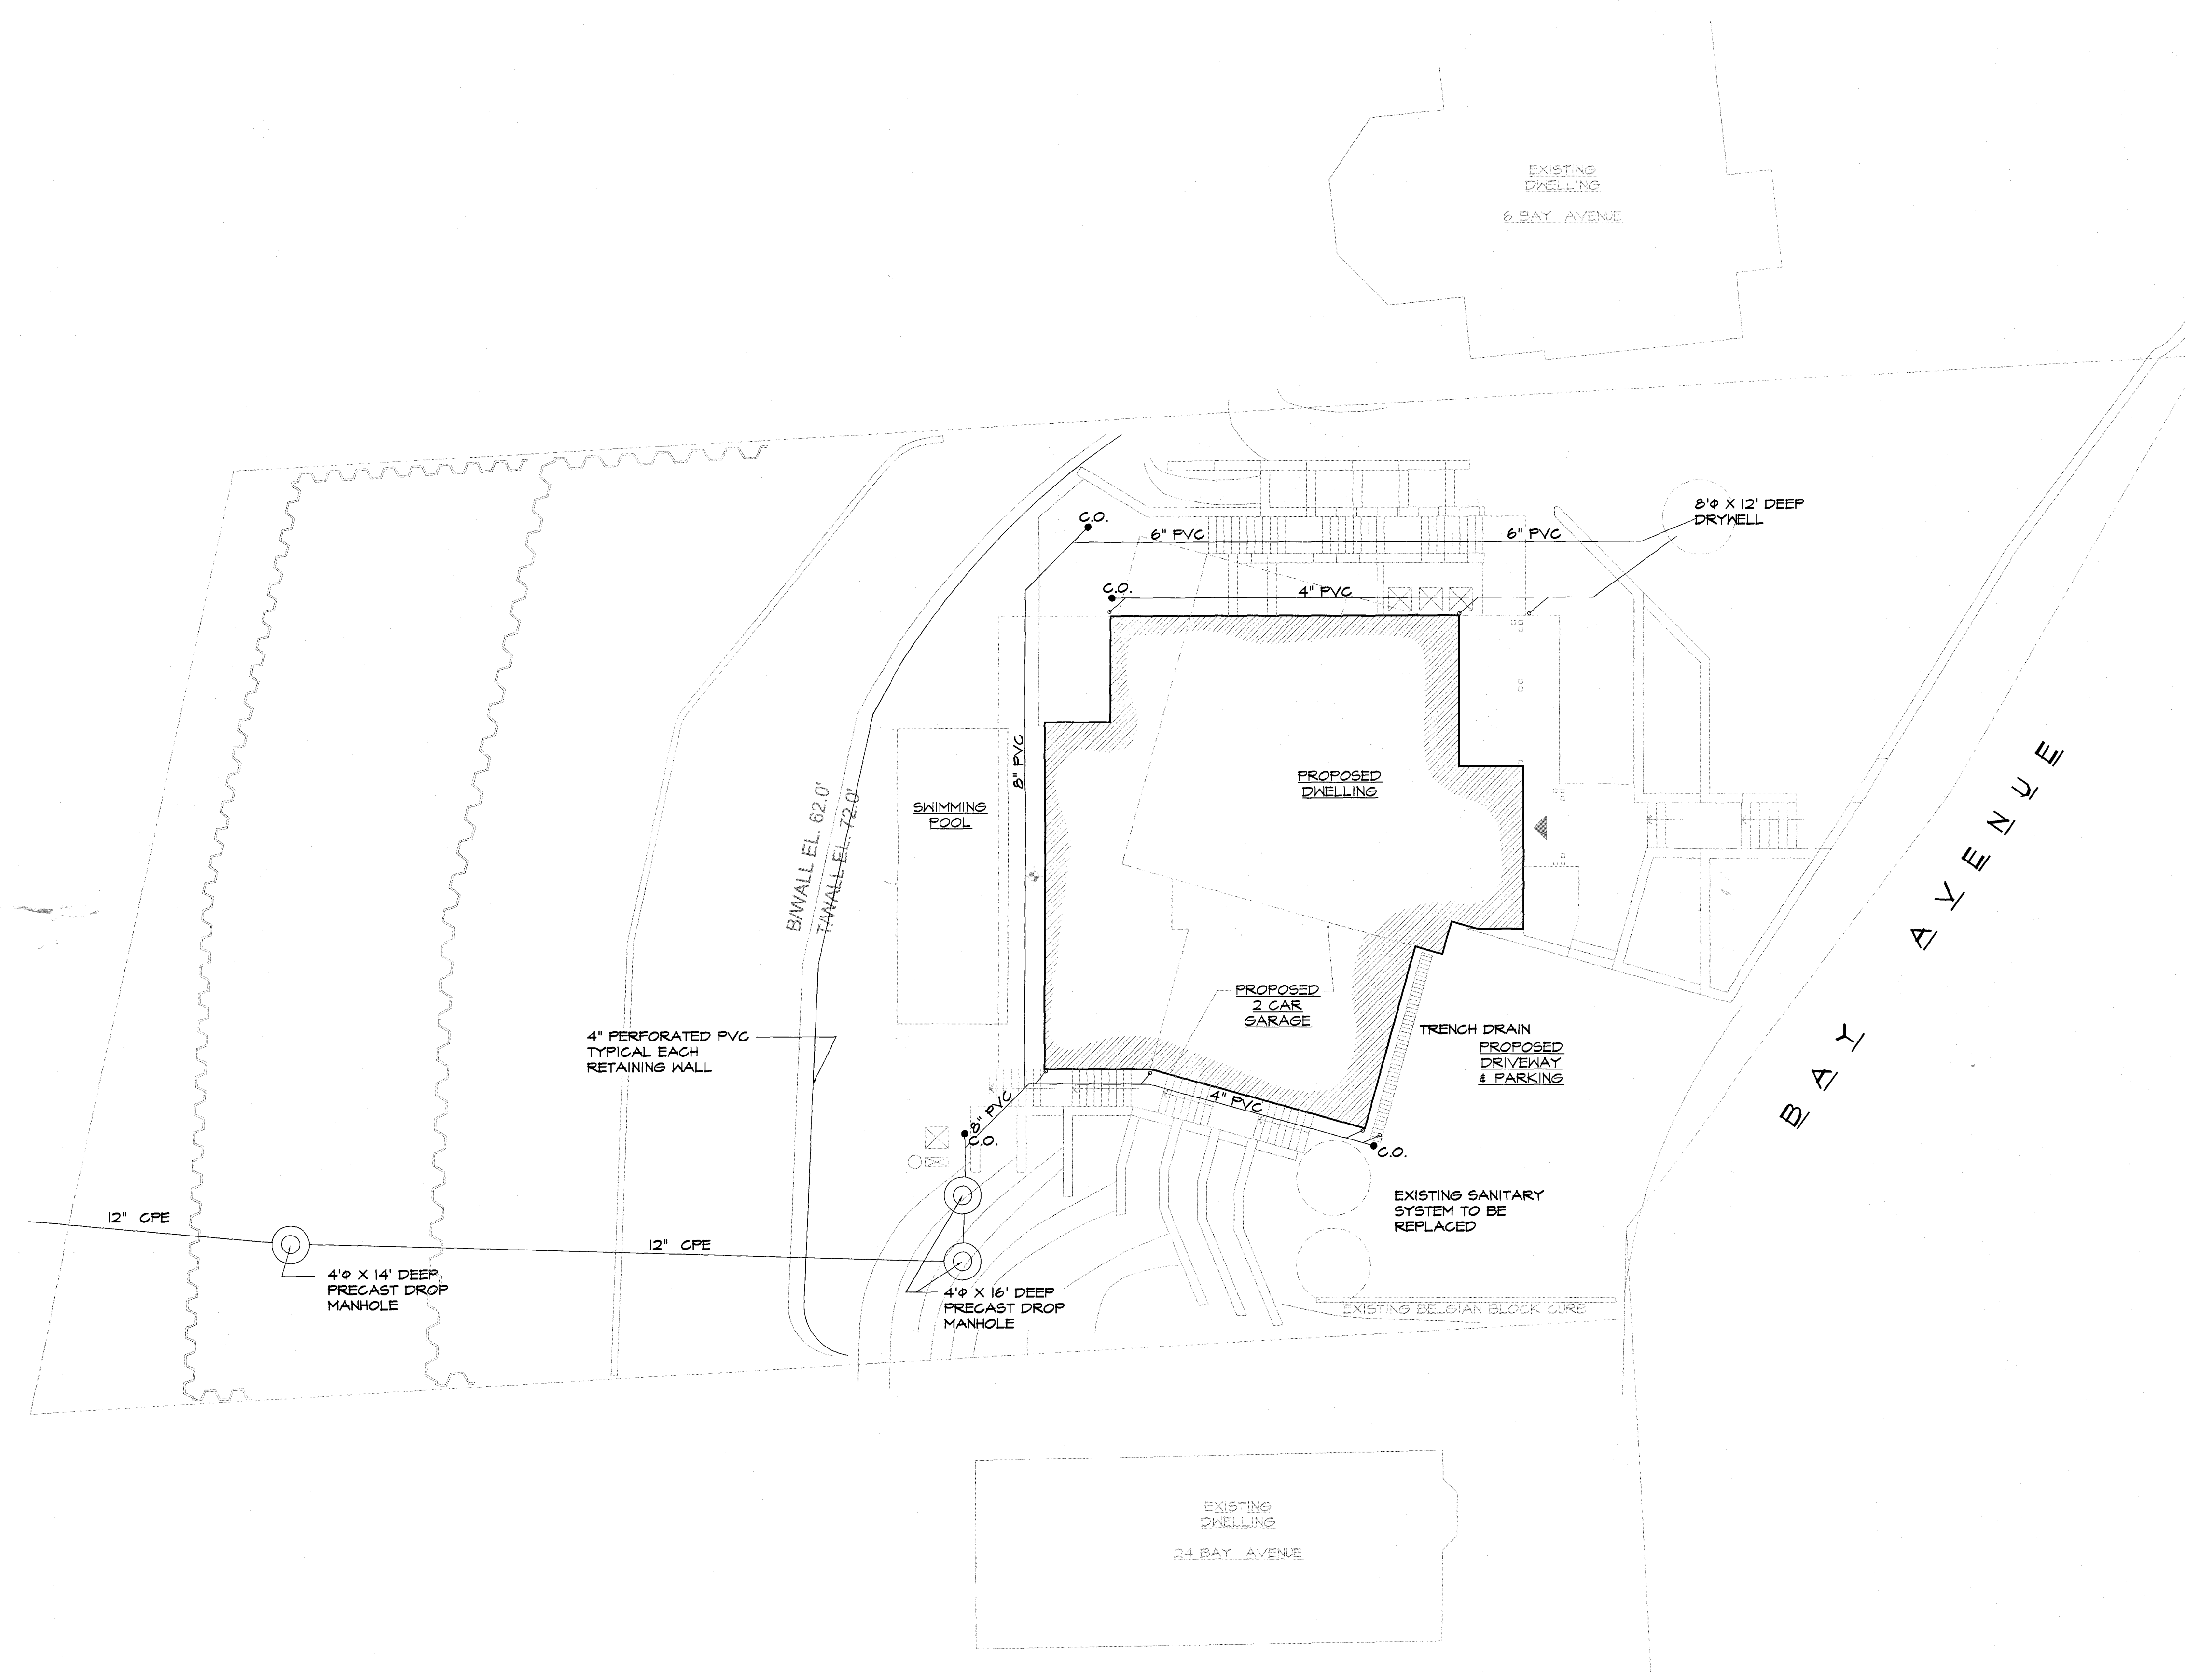 EXISTING
DWELLING
6 BAY AVENUE
8'Φ X 12' DEEP
DRYWELL
C.O.
6" PVC
6" PVC
C.O.
4" PVC
8" PVC
PROPOSED
DWELLING
SWIMMING
POOL
B/WALL EL. 62.0'
T/WALL EL. 72.0'
BAY AVENUE
PROPOSED
2 CAR
GARAGE
TRENCH DRAIN
PROPOSED
DRIVEWAY
& PARKING
4" PERFORATED PVC
TYPICAL EACH
RETAINING WALL
8" PVC
4" PVC
C.O.
C.O.
EXISTING SANITARY
SYSTEM TO BE
REPLACED
12" CPE
12" CPE
4'Φ X 14' DEEP
PRECAST DROP
MANHOLE
4'Φ X 16' DEEP
PRECAST DROP
MANHOLE
EXISTING BELGIAN BLOCK CURB
EXISTING
DWELLING
24 BAY AVENUE